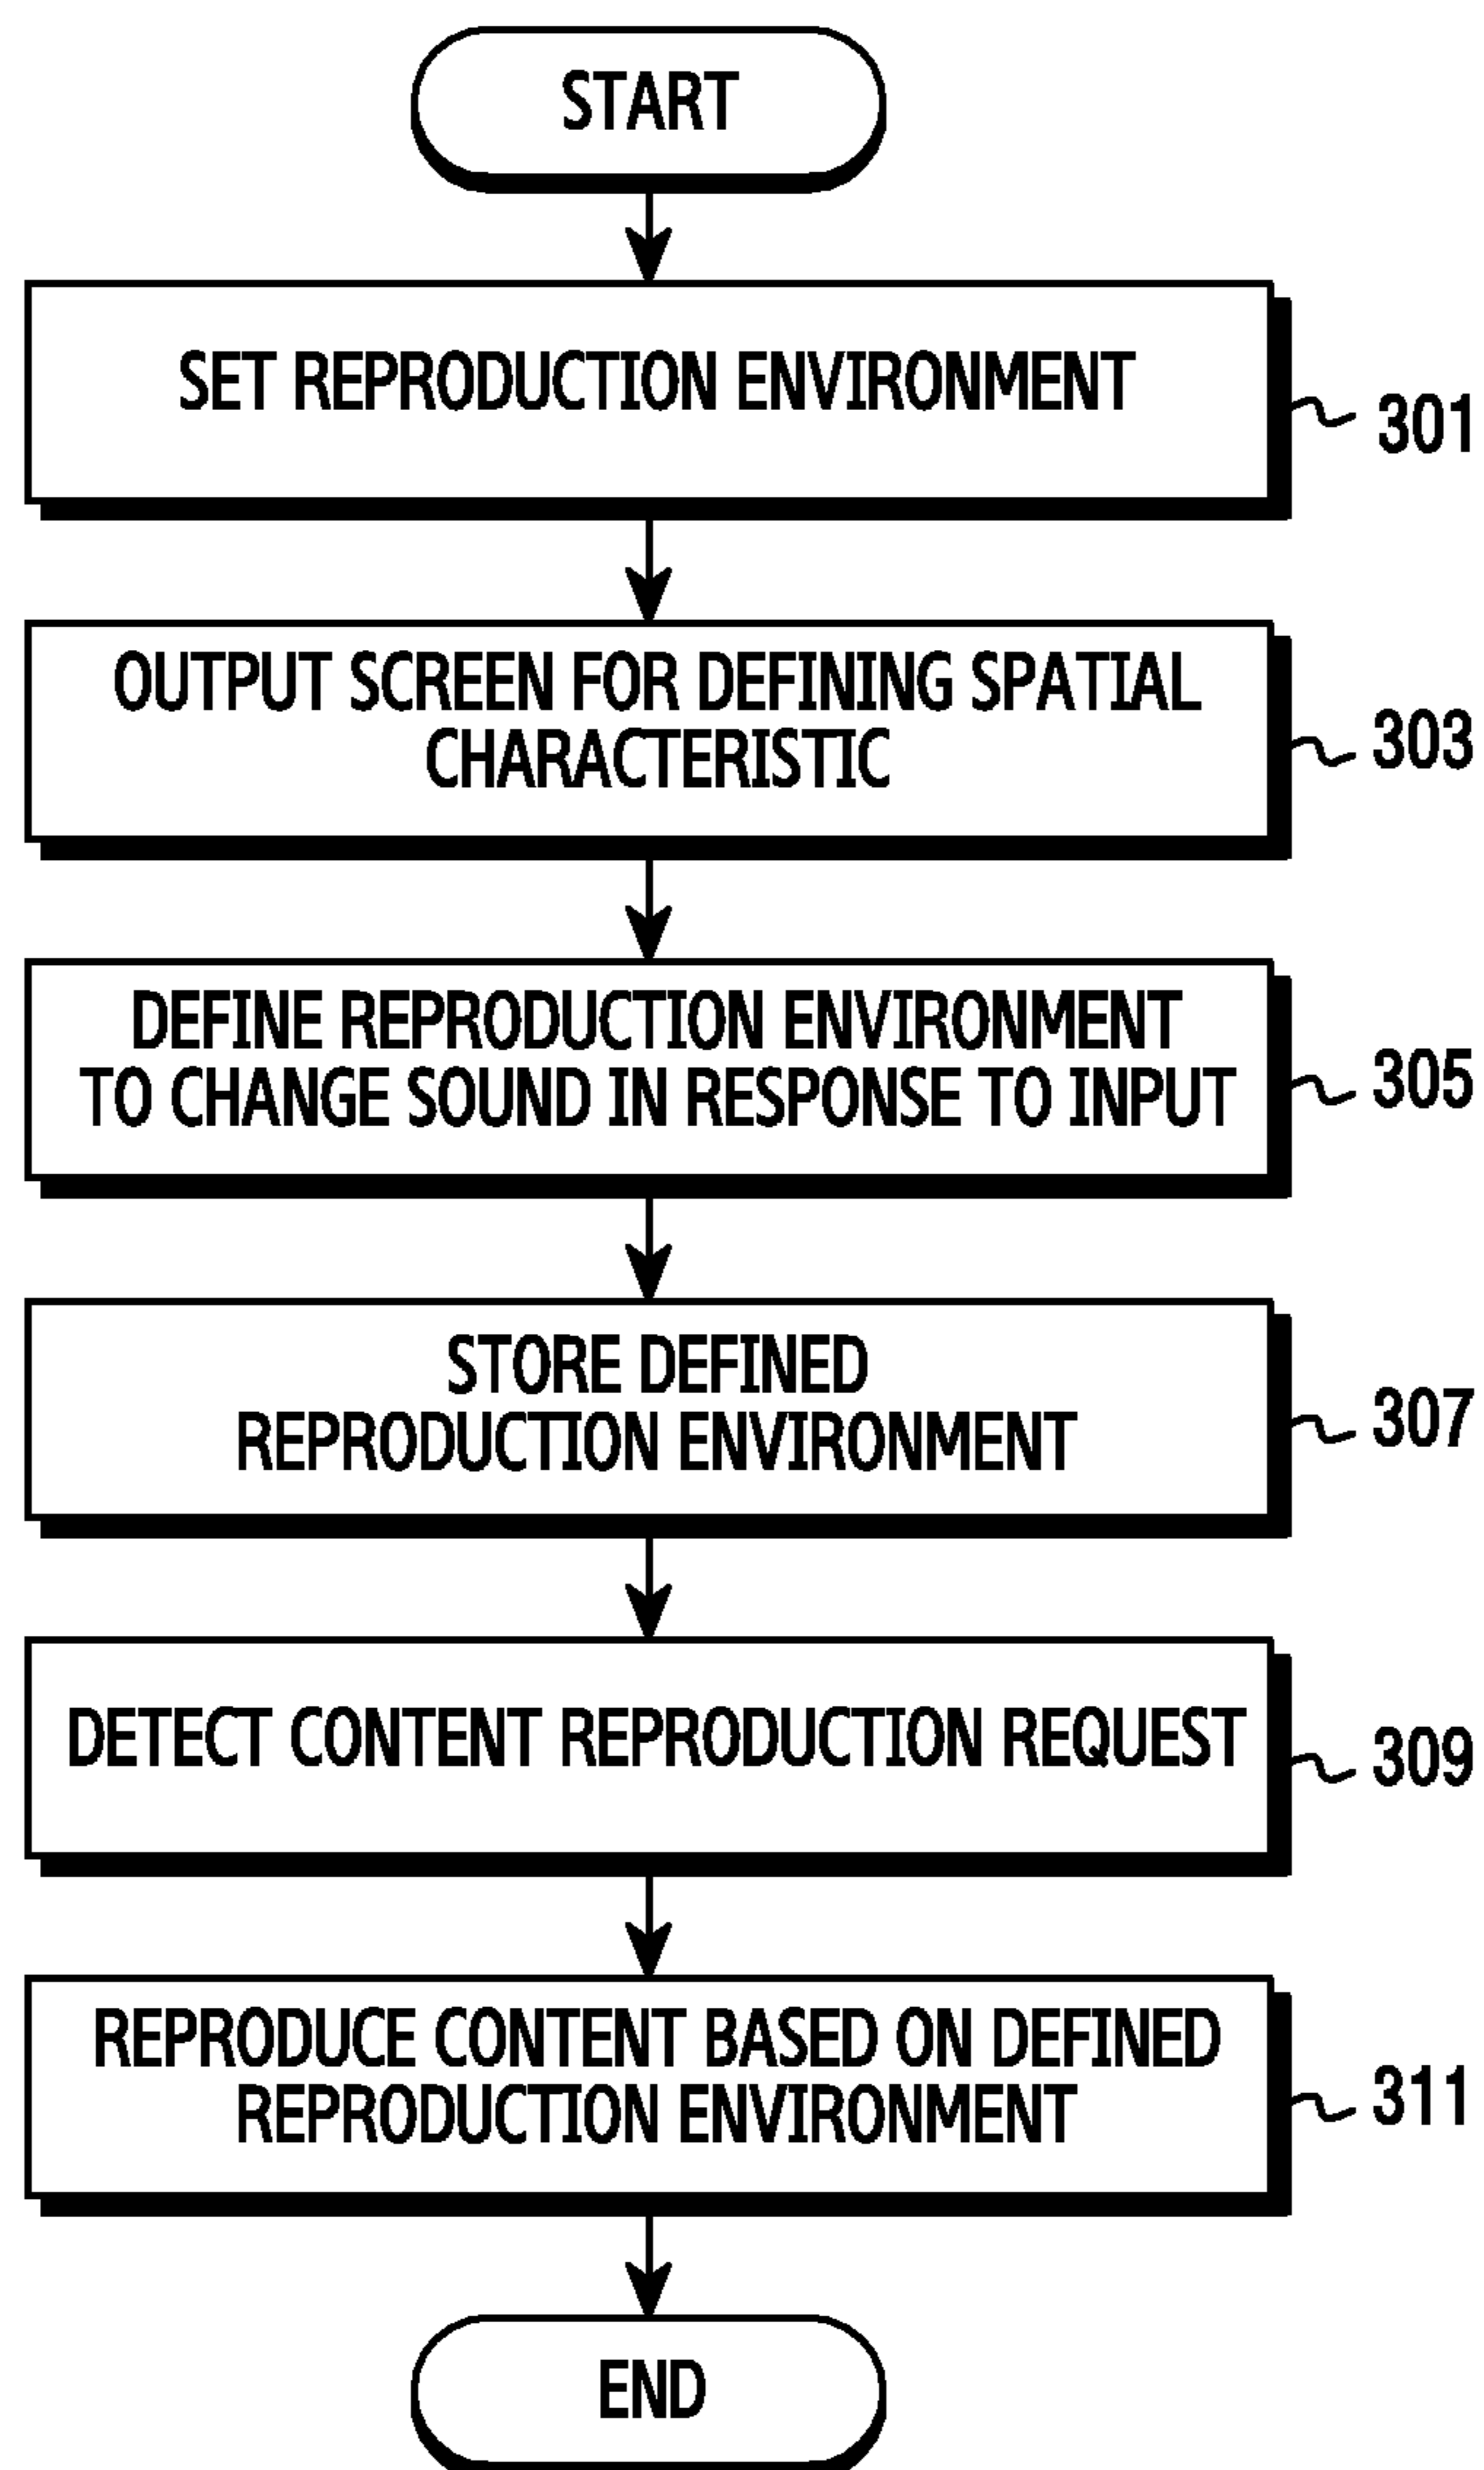 START
SET REPRODUCTION ENVIRONMENT
301
OUTPUT SCREEN FOR DEFINING SPATIAL
CHARACTERISTIC
303
DEFINE REPRODUCTION ENVIRONMENT
TO CHANGE SOUND IN RESPONSE TO INPUT
305
STORE DEFINED
REPRODUCTION ENVIRONMENT
307
DETECT CONTENT REPRODUCTION REQUEST
309
REPRODUCE CONTENT BASED ON DEFINED
REPRODUCTION ENVIRONMENT
311
END